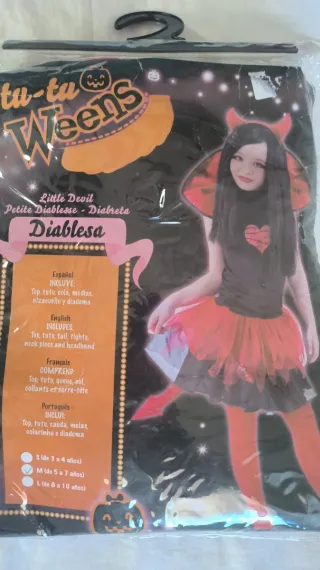 tu-tu
Weens
Little Devil
Petite Diablesse - Diabreta
Diablesa
Español
INCLUYE
Top, tutú, cola, medias,
alzacuello y diadema.
English
INCLUDES
Top, tutu, tail, tights,
neck piece and headband.
Français
COMPREND
Top, tutu, queue, col,
collants et serre-tête
Português
INCLUI:
Top, tutu, cauda, meias,
colarinho e diadema
S (de 3 a 4 años)
M (de 5 a 7 años)
L (de 8 a 10 años)